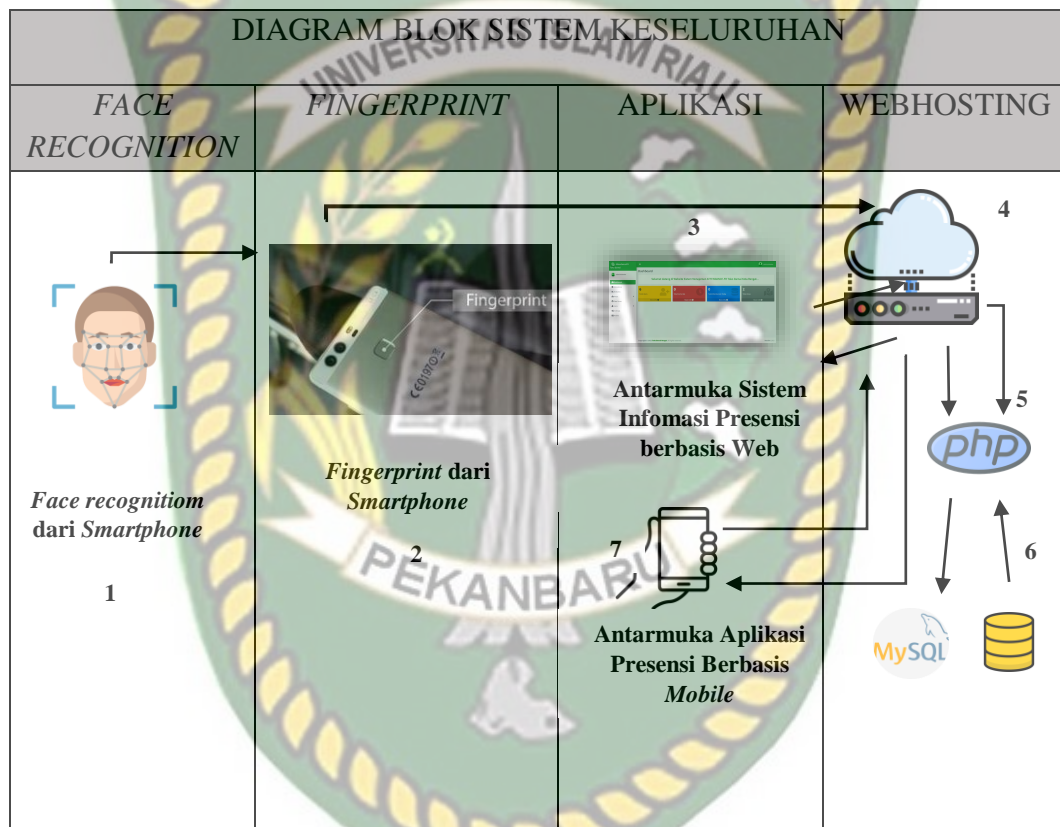 DIAGRAM BLOK SISTEM KESELURUHAN
UNIVERSITAS ISLAM RIAU
FACE
RECOGNITION
FINGERPRINT
APLIKASI
WEBHOSTING
Face recognitiom
dari Smartphone
1
Fingerprint
CE0197
Fingerprint dari
Smartphone
2
PEKANBARU
3
Antarmuka Sistem
Infomasi Presensi
berbasis Web
7
Antarmuka Aplikasi
Presensi Berbasis
Mobile
4
5
php
6
MySQL